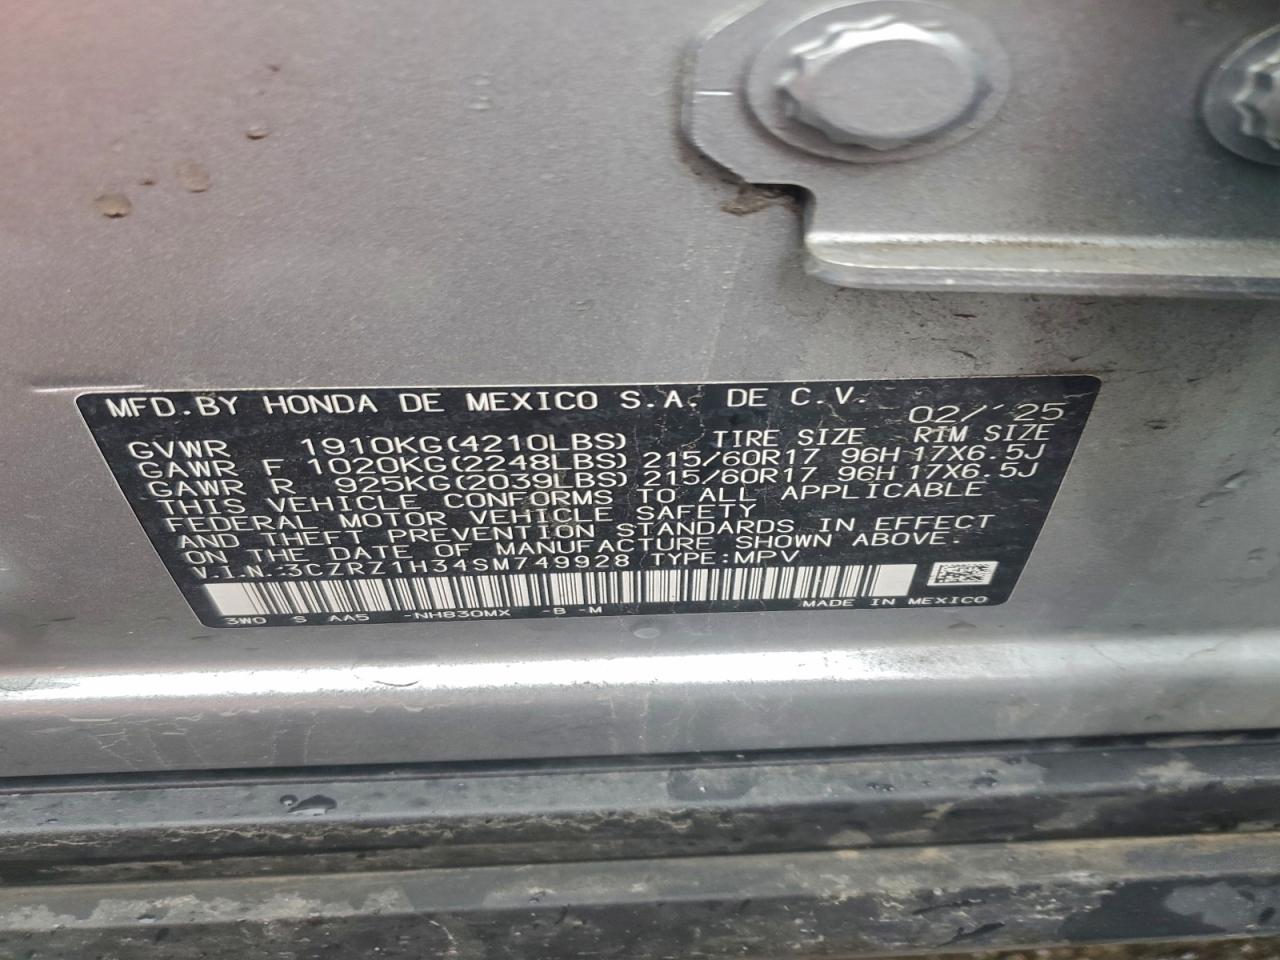 MFD.BY HONDA DE MEXICO S.A. DE C.V. 02/'25
GVWR 1910KG(4210LBS) TIRE SIZE RIM SIZE
GAWR F 1020KG(2248LBS) 215/60R17 96H 17X6.5J
GAWR R 925KG(2039LBS) 215/60R17 96H 17X6.5J
THIS VEHICLE CONFORMS TO ALL APPLICABLE
FEDERAL MOTOR VEHICLE SAFETY
AND THEFT PREVENTION STANDARDS IN EFFECT
ON THE DATE OF MANUFACTURE SHOWN ABOVE.
V.I.N.:3CZRZ1H34SM749928 TYPE:MPV
3W0 S AA5 -NH830MX -B -M MADE IN MEXICO